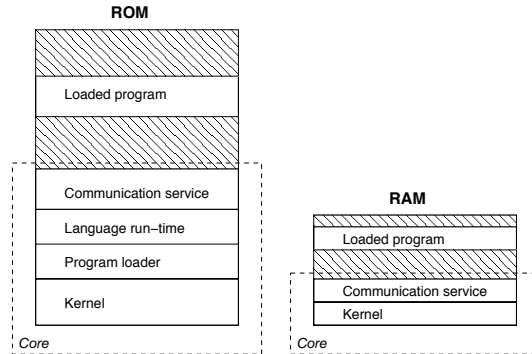 ROM
Loaded program
Communication service
Language run-time
Program loader
Kernel
Core
RAM
Loaded program
Communication service
Kernel
Core